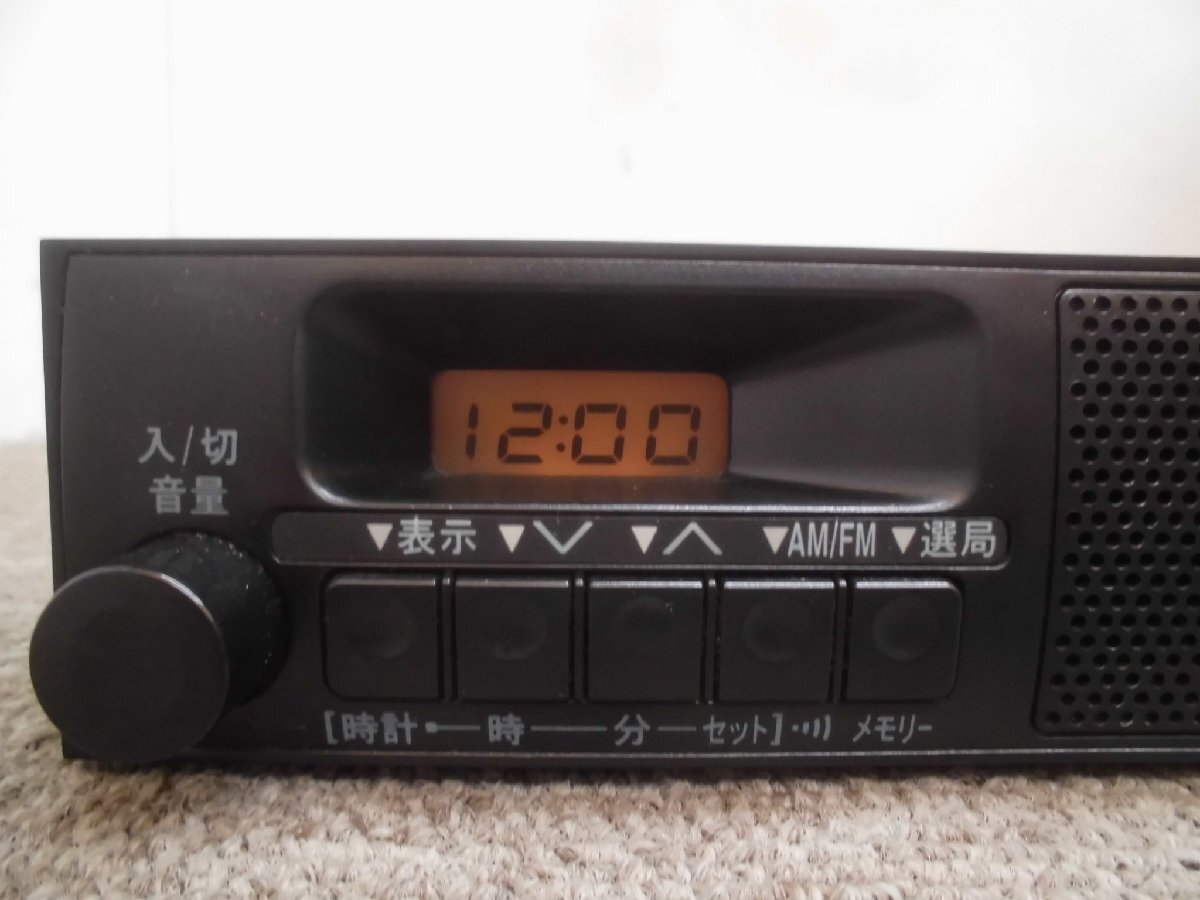 12:00
入/切
音量
▼表示 ▼∨ ▼∧ ▼AM/FM ▼選局
[時計 時 分 セット] メモリー